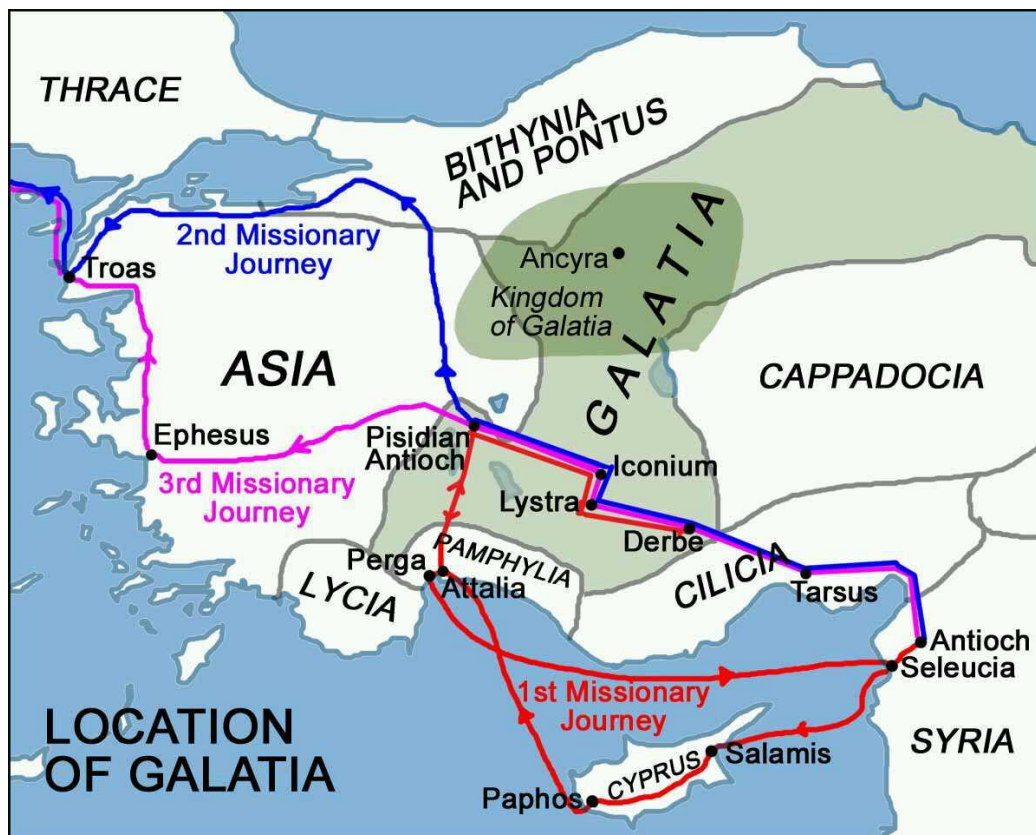 THRACE
BITHYNIA
AND PONTUS
2nd Missionary
Journey
Troas
Ancyra
Kingdom
of Galatia
GALATIA
ASIA
CAPPADOCIA
Ephesus
Pisidian
Antioch
Iconium
3rd Missionary
Journey
Lystra
Derbe
PAMPHYLIA
Perga
Attalia
LYCIA
CILICIA
Tarsus
Antioch
Seleucia
1st Missionary
Journey
LOCATION
OF GALATIA
SYRIA
Salamis
CYPRUS
Paphos